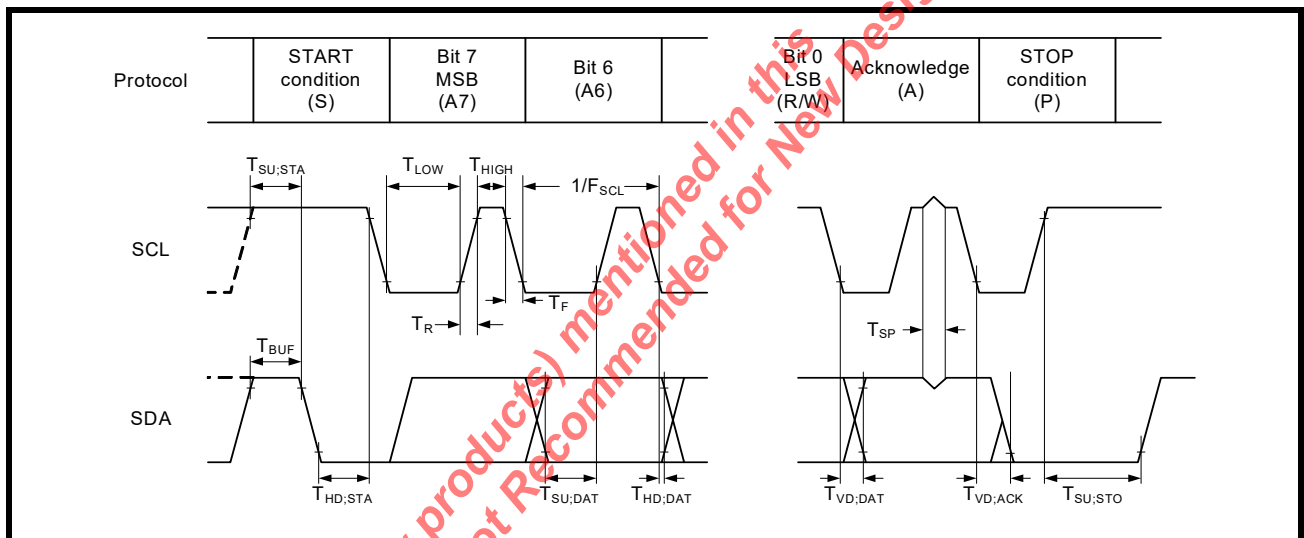 Protocol
START
condition
(S)
Bit 7
MSB
(A7)
Bit 6
(A6)
Bit 0
LSB
(R/W)
Acknowledge
(A)
STOP
condition
(P)
TSU;STA
TLOW
THIGH
1/FSCL
SCL
TF
TR
TSP
TBUF
SDA
THD;STA
TSU;DAT
THD;DAT
TVD;DAT
TVD;ACK
TSU;STO
product(s) mentioned in this
Not Recommended for New Desig